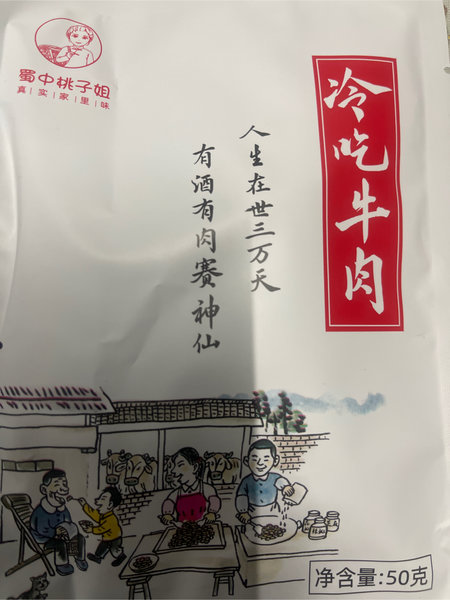 蜀中桃子姐
真实家里味
冷吃牛肉
人生在世三万天
有酒有肉赛神仙
净含量:50克